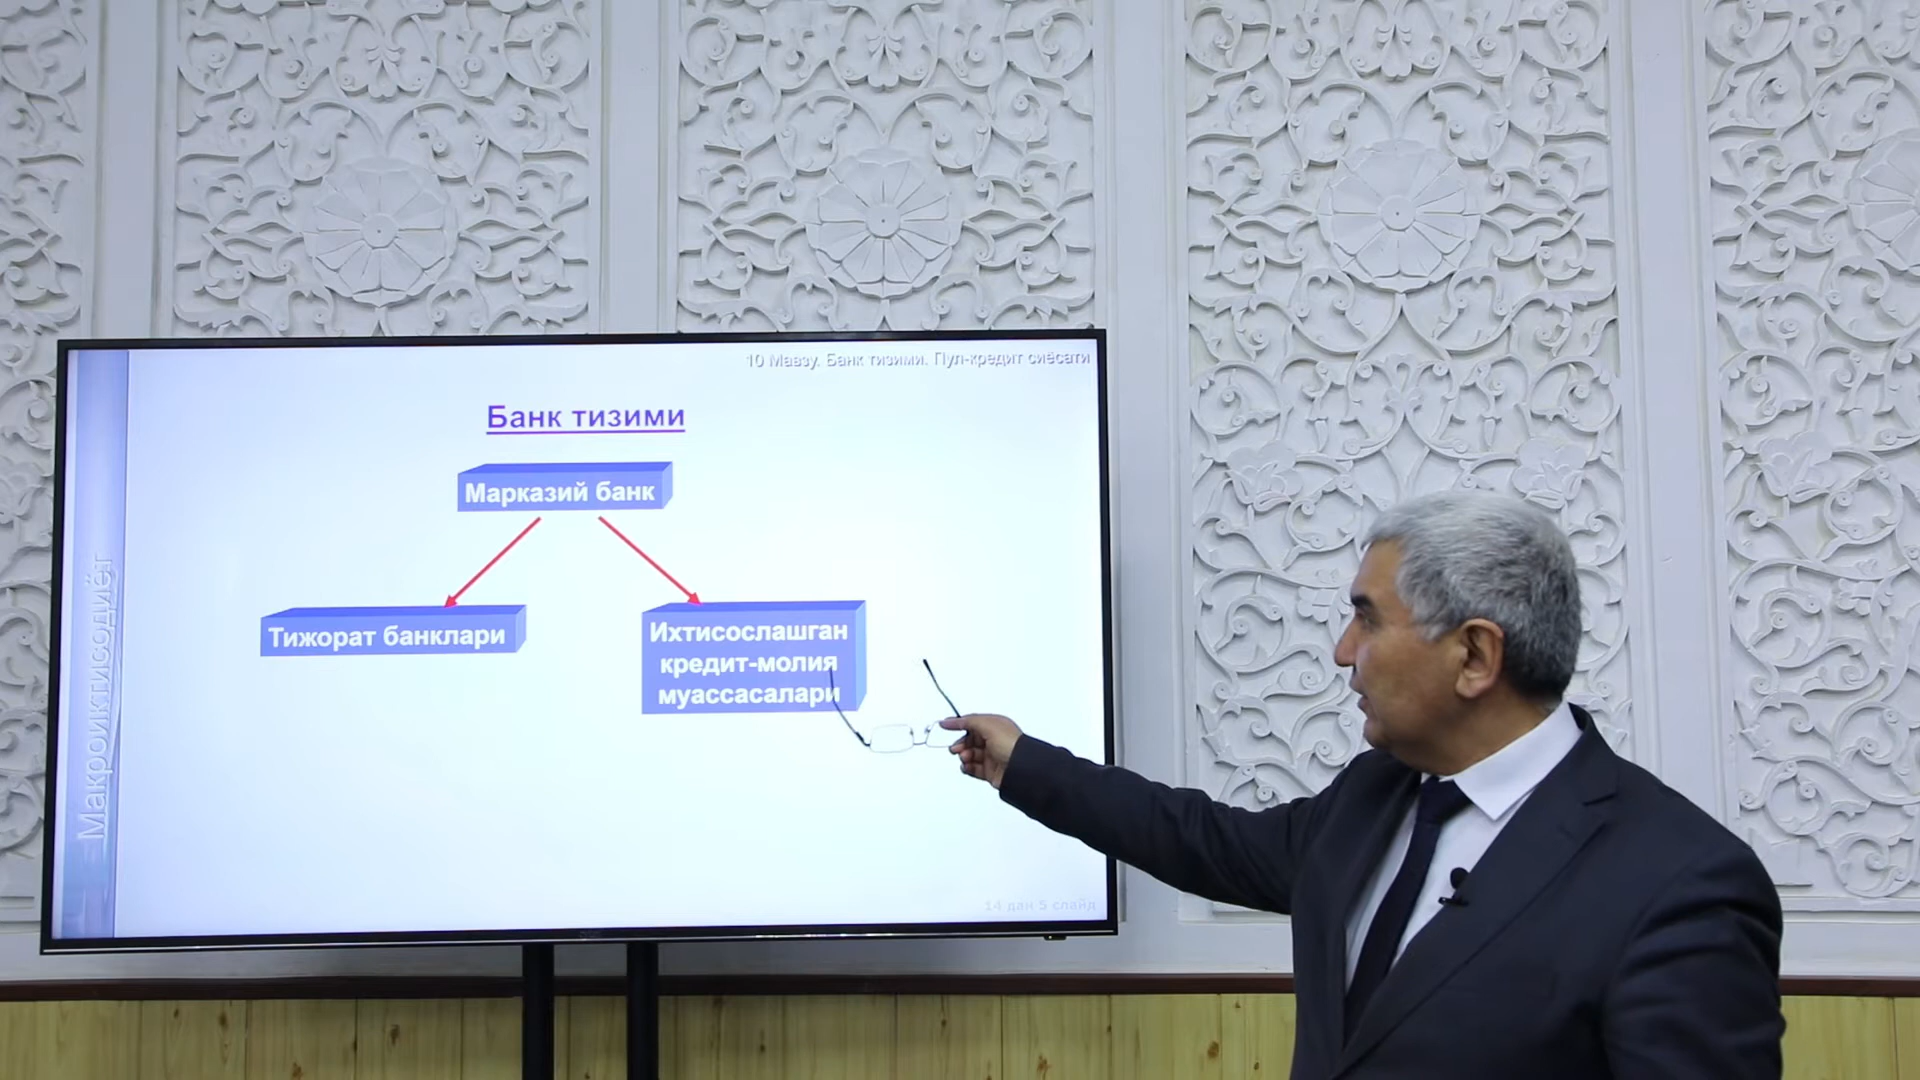 10 Мавзу. Банк тизими. Пул-кредит сиёсати
Банк тизими
Марказий банк
Тижорат банклари
Ихтисослашган
кредит-молия
муассасалари
Макроиктисодиёт
14 дан 5 слайд